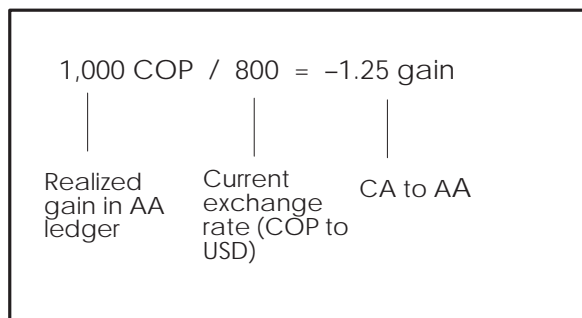 1,000 COP / 800 = –1.25 gain
Realized
gain in AA
ledger
Current
exchange
rate (COP to
USD)
CA to AA